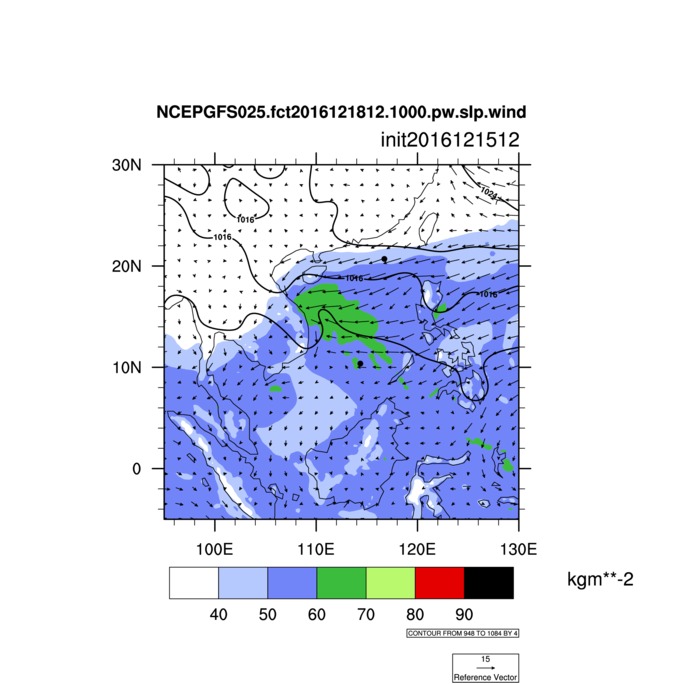 NCEPGFS025.fct2016121812.1000.pw.slp.wind
init2016121512
30N
20N
10N
0
100E
110E
120E
130E
1016
1016
1024
1016
1016
40
50
60
70
80
90
kgm**-2
CONTOUR FROM 948 TO 1084 BY 4
15
Reference Vector